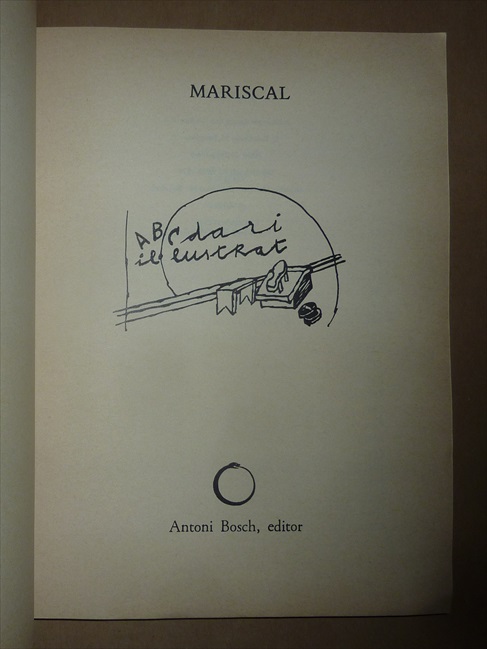 MARISCAL
ABCdari
il·lustrat
Antoni Bosch, editor